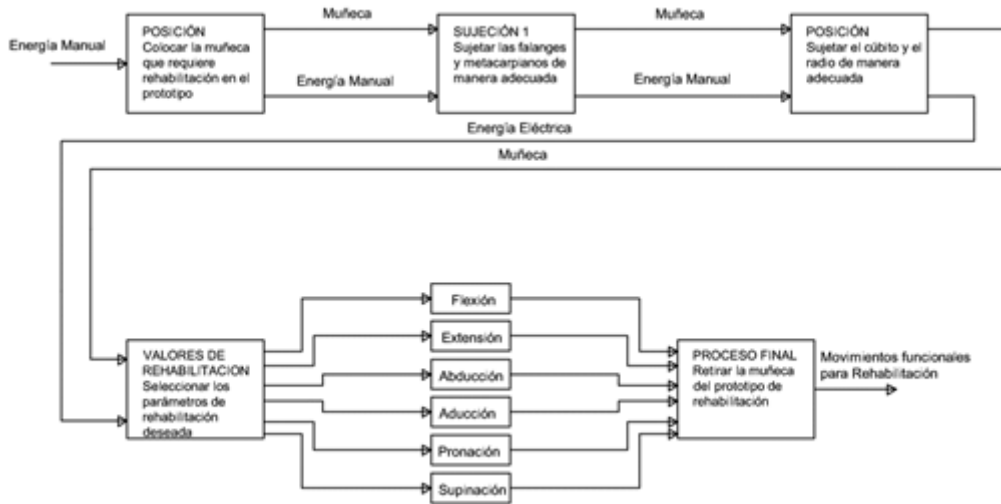 Muñeca
Muñeca
Energía Manual
POSICIÓN
Colocar la muñeca
que requiere
rehabilitación en el
prototipo
SUJECIÓN 1
Sujetar las falanges
y metacarpianos de
manera adecuada
POSICIÓN
Sujetar el cúbito y el
radio de manera
adecuada
Energía Manual
Energía Manual
Energía Eléctrica
Muñeca
VALORES DE
REHABILITACION
Seleccionar los
parámetros de
rehabilitación
deseada
Flexión
Extensión
Abducción
Aducción
Pronación
Supinación
PROCESO FINAL
Retirar la muñeca
del prototipo de
rehabilitación
Movimientos funcionales
para Rehabilitación